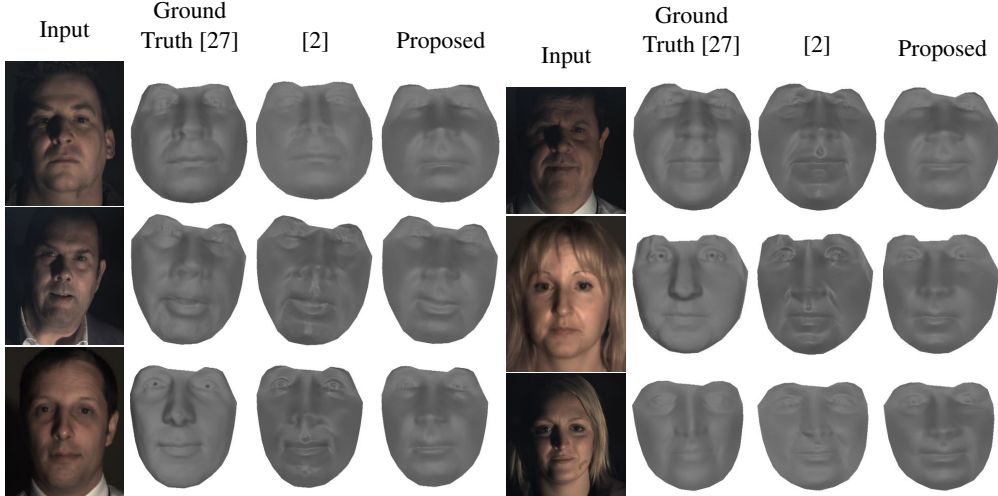 Input
Ground
Truth [27]
[2]
Proposed
Input
Ground
Truth [27]
[2]
Proposed